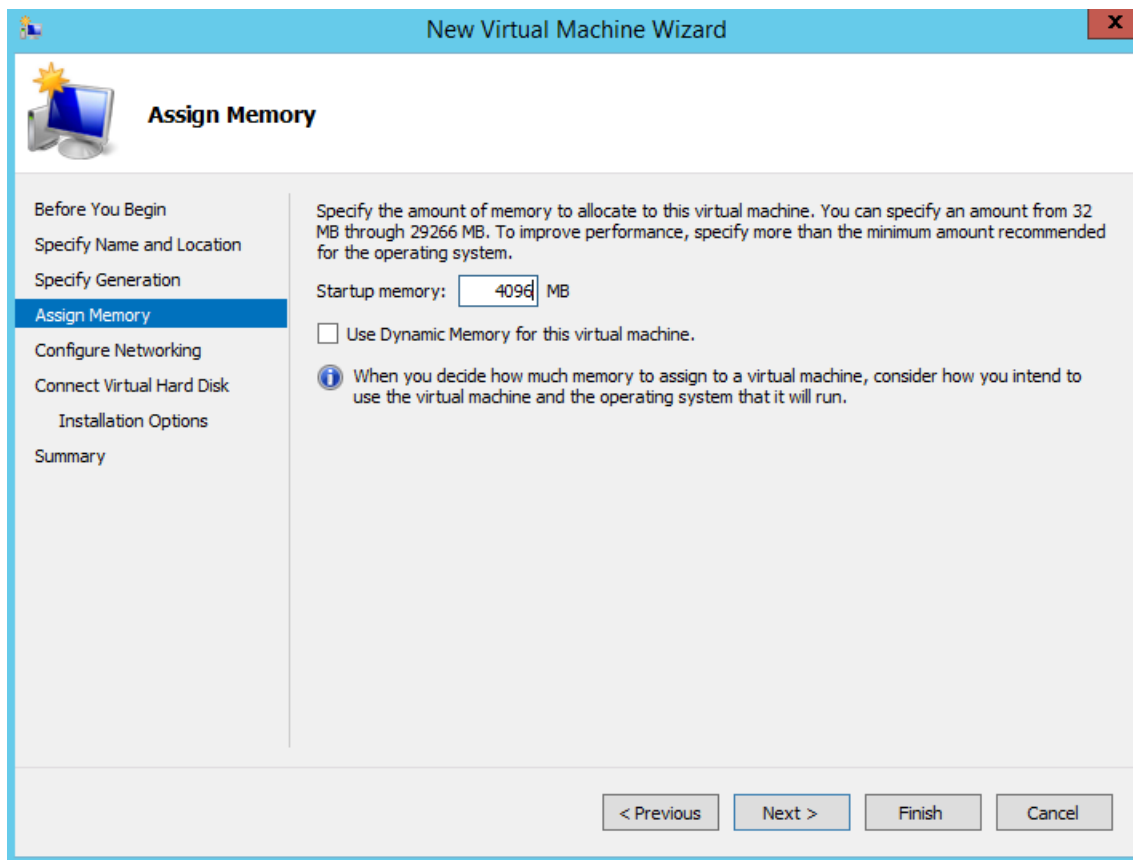 New Virtual Machine Wizard
x
Assign Memory
Before You Begin
Specify Name and Location
Specify Generation
Assign Memory
Configure Networking
Connect Virtual Hard Disk
Installation Options
Summary
Specify the amount of memory to allocate to this virtual machine. You can specify an amount from 32
MB through 29266 MB. To improve performance, specify more than the minimum amount recommended
for the operating system.
Startup memory: 4096 MB
Use Dynamic Memory for this virtual machine.
When you decide how much memory to assign to a virtual machine, consider how you intend to
use the virtual machine and the operating system that it will run.
< Previous Next > Finish Cancel